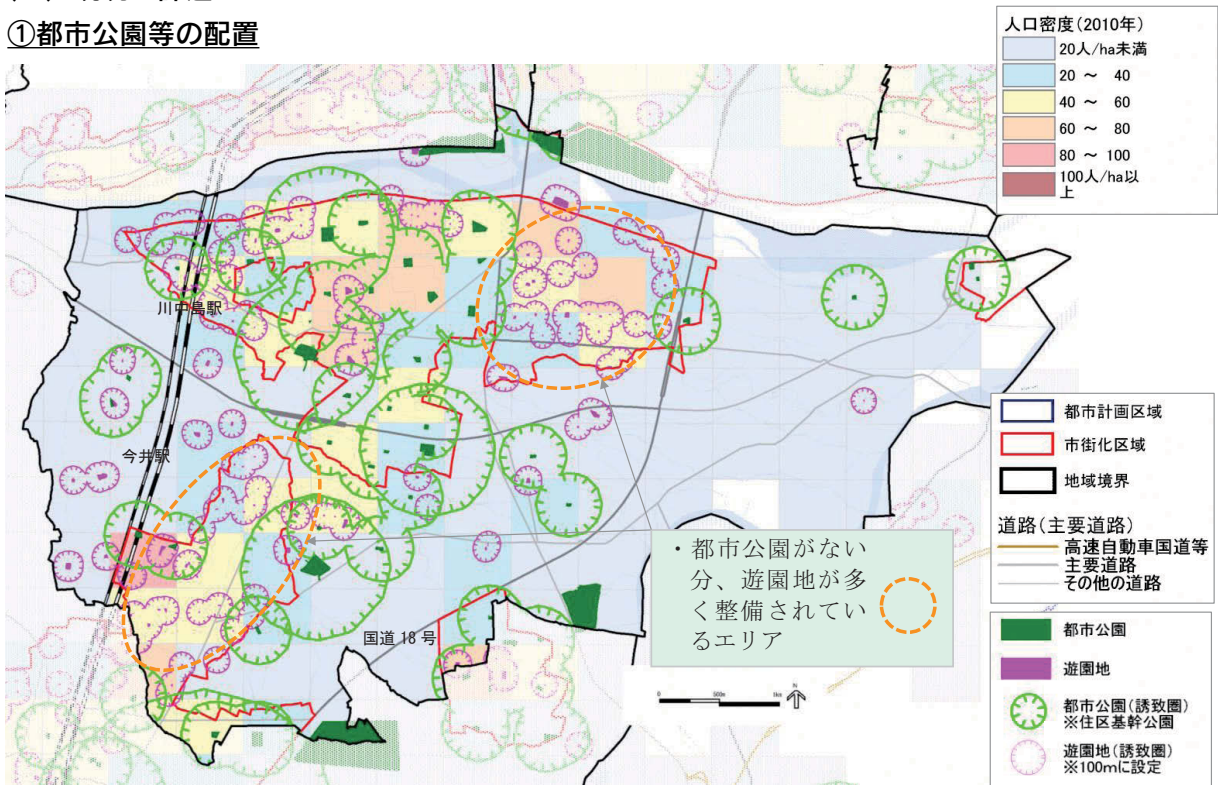 ①都市公園等の配置
人口密度(2010年)
20人/ha未満
20 ～ 40
40 ～ 60
60 ～ 80
80 ～ 100
100人/ha以
上
川中島駅
今井駅
国道18号
・都市公園がない
分、遊園地が多
く整備されてい
るエリア
0 500m 1km
N
都市計画区域
市街化区域
地域境界
道路(主要道路)
高速自動車国道等
主要道路
その他の道路
都市公園
遊園地
都市公園(誘致圏)
※住区基幹公園
遊園地(誘致圏)
※100mに設定